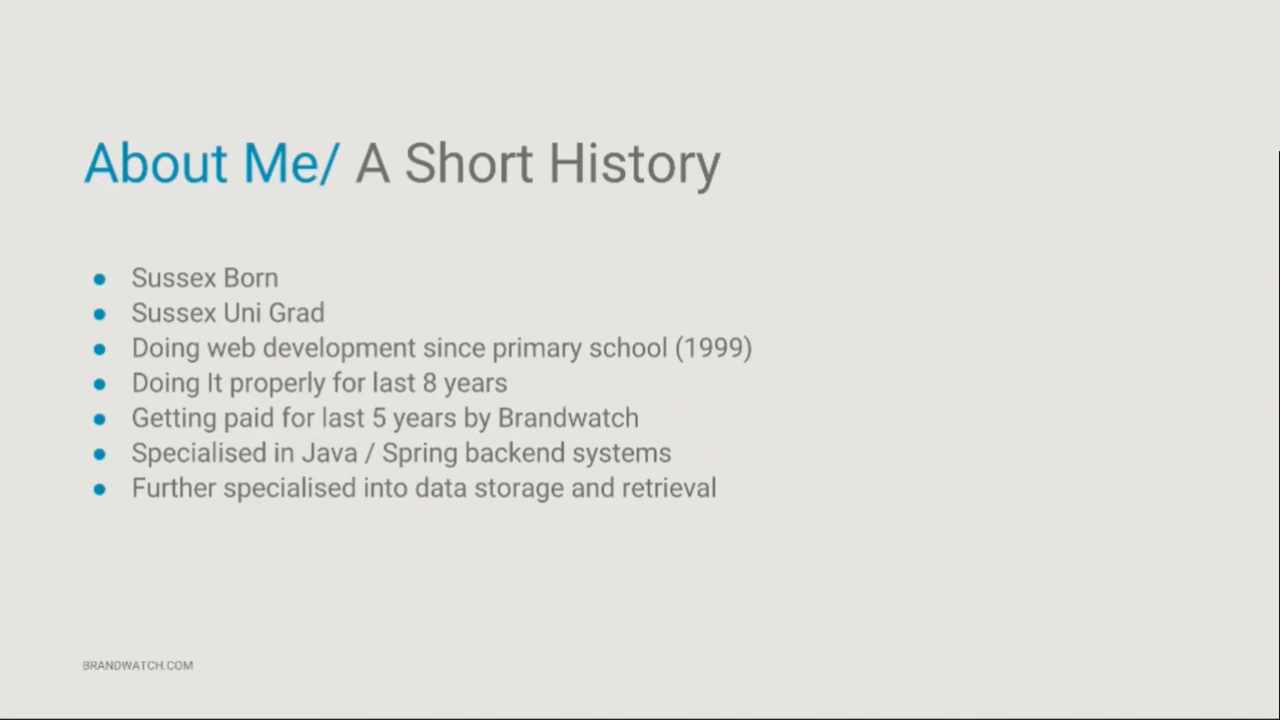 About Me/ A Short History
Sussex Born
Sussex Uni Grad
Doing web development since primary school (1999)
Doing It properly for last 8 years
Getting paid for last 5 years by Brandwatch
Specialised in Java / Spring backend systems
Further specialised into data storage and retrieval
BRANDWATCH.COM